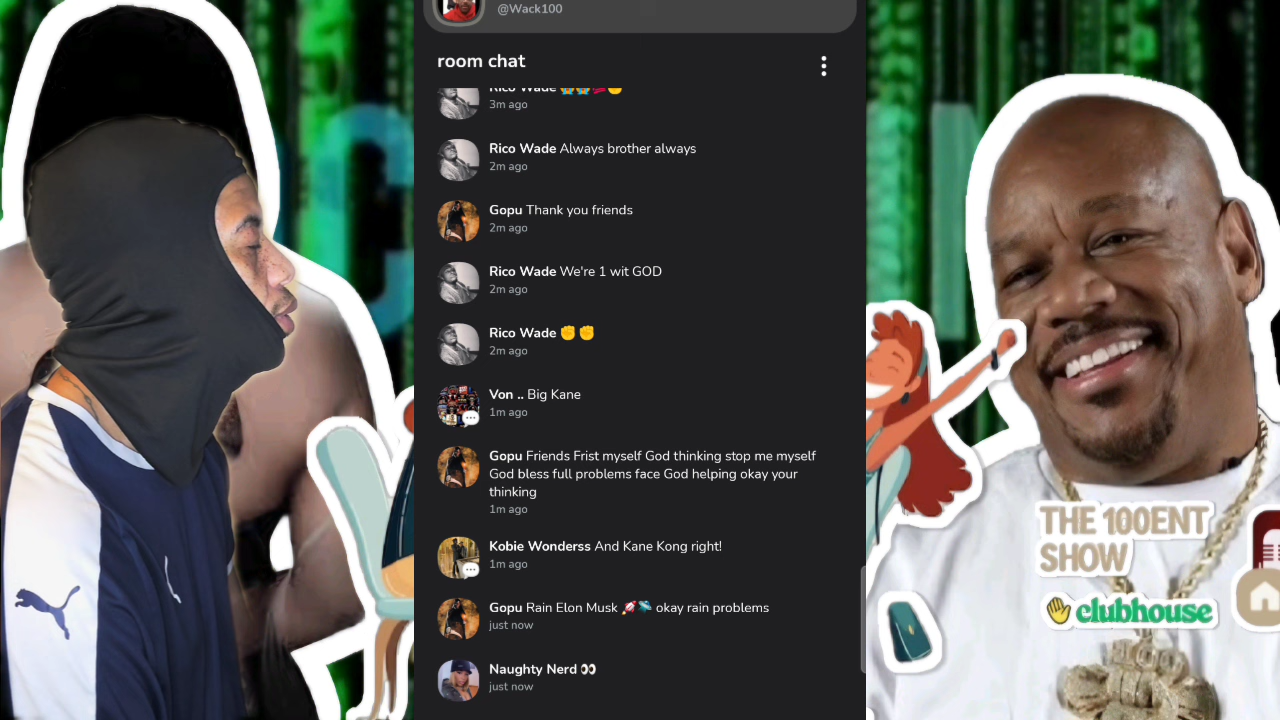 @Wack100
room chat
Rico Wade 
3m ago
Rico Wade Always brother always
2m ago
Gopu Thank you friends
2m ago
Rico Wade We're 1 wit GOD
2m ago
Rico Wade ✊ ✊
2m ago
Von .. Big Kane
1m ago
Gopu Friends Frist myself God thinking stop me myself
God bless full problems face God helping okay your
thinking
1m ago
Kobie Wonderss And Kane Kong right!
1m ago
Gopu Rain Elon Musk 🚀🛰️ okay rain problems
just now
Naughty Nerd 👀
just now
THE 100ENT
SHOW
👋 clubhouse
100